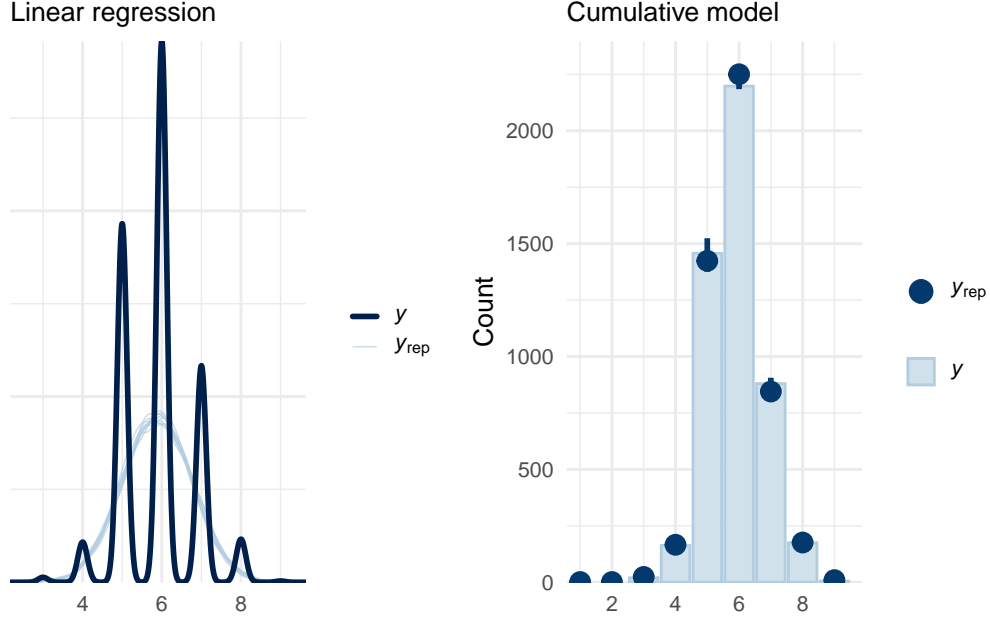 Linear regression
4 6 8
y
yrep
Cumulative model
Count
2000
1500
1000
500
0
2 4 6 8
yrep
y